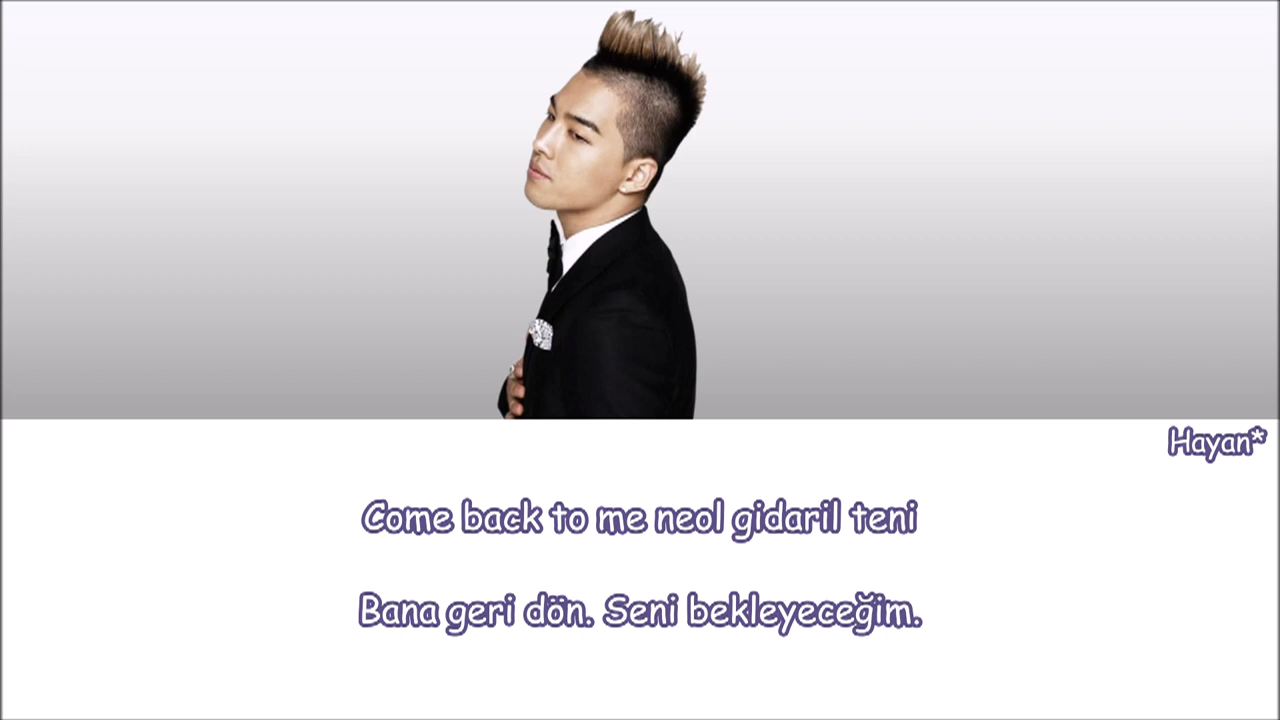 Hayan*
Come back to me neol gidaril teni
Bana geri dön. Seni bekleyeceğim.